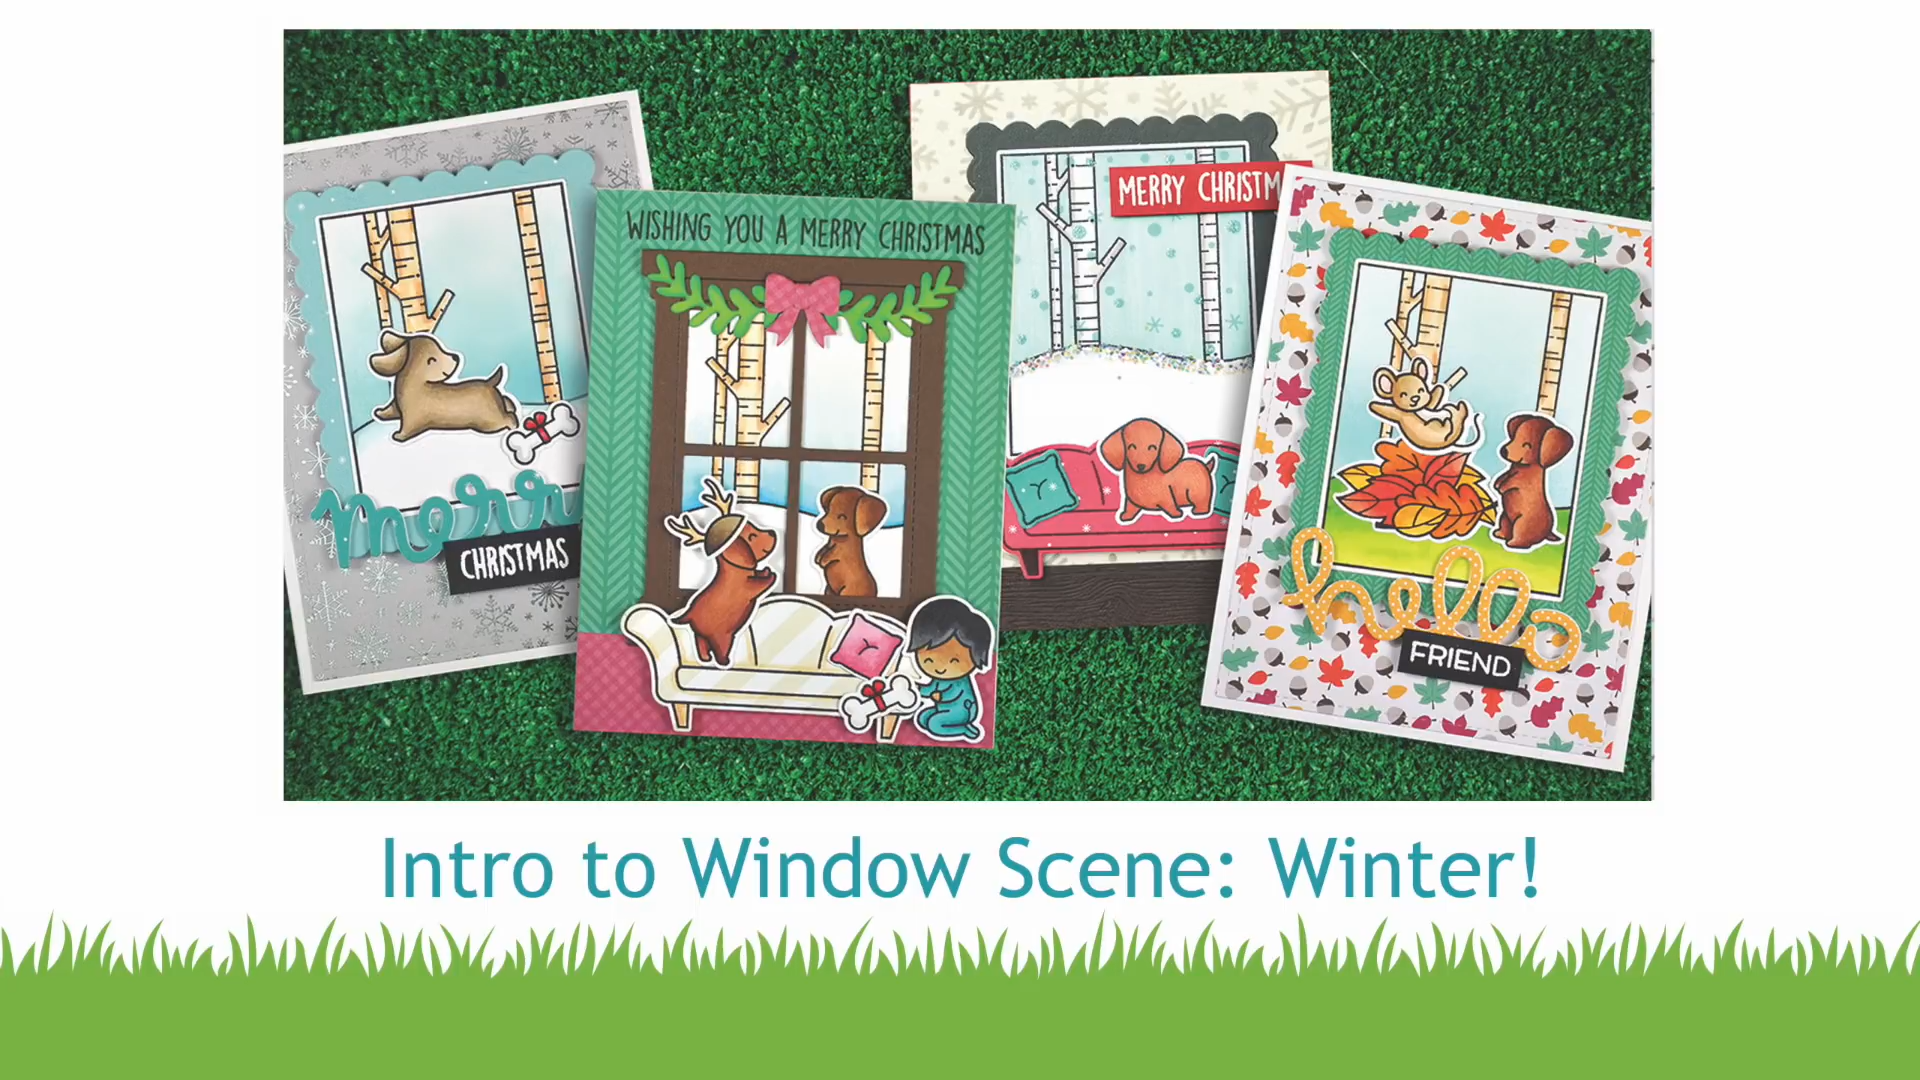 merry
CHRISTMAS
WISHING YOU A MERRY CHRISTMAS
MERRY CHRISTM
hello
FRIEND
Intro to Window Scene: Winter!